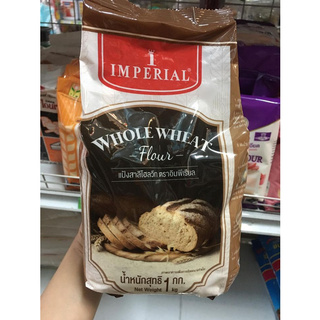 IMPERIAL
WHOLE WHEAT
Flour
แป้งสาลีโฮลวีท ตราอิมพีเรียล
น้ำหนักสุทธิ 1 กก.
Net Weight kg